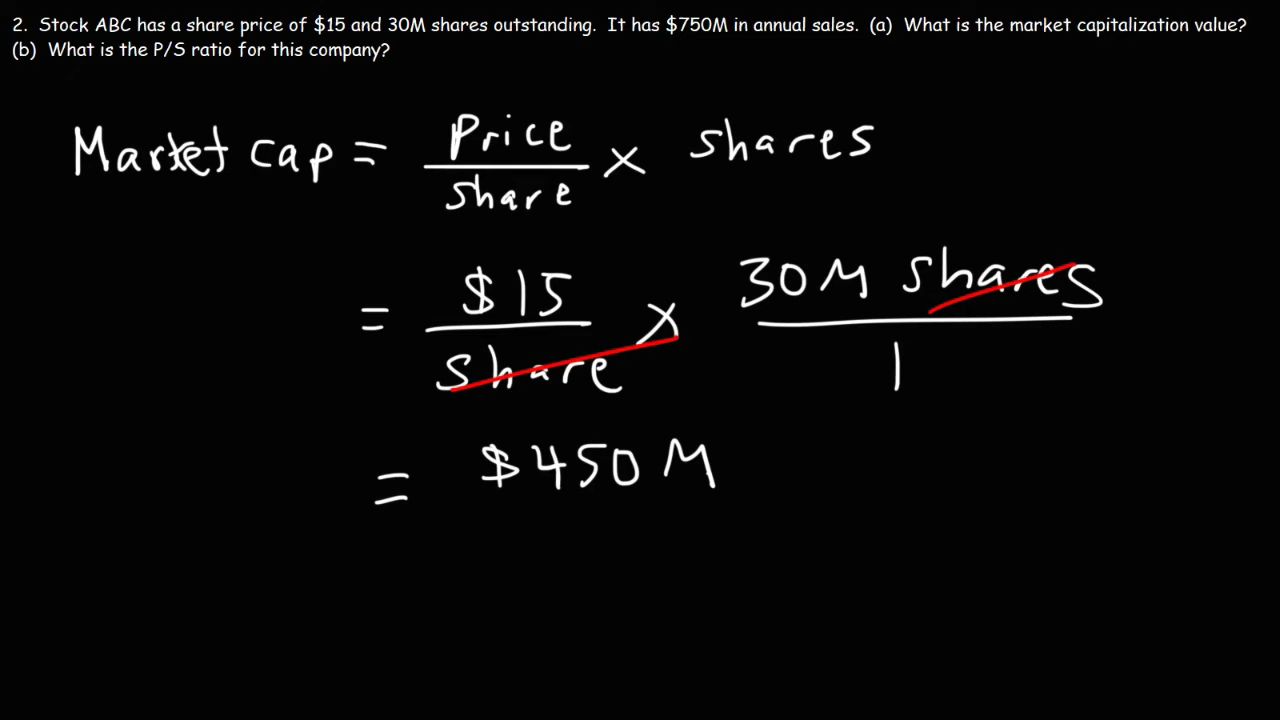 2. Stock ABC has a share price of $15 and 30M shares outstanding. It has $750M in annual sales. (a) What is the market capitalization value?
(b) What is the P/S ratio for this company?
Market cap = Price / share × shares
= $15 / share × 30M shares / 1
= $450M